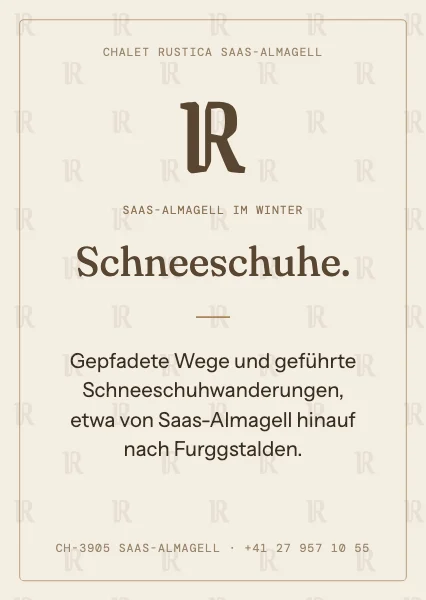 CHALET RUSTICA SAAS-ALMAGELL
R
SAAS-ALMAGELL IM WINTER
Schneeschuhe.
Gepfadete Wege und geführte
Schneeschuhwanderungen,
etwa von Saas-Almagell hinauf
nach Furggstalden.
CH-3905 SAAS-ALMAGELL · +41 27 957 10 55